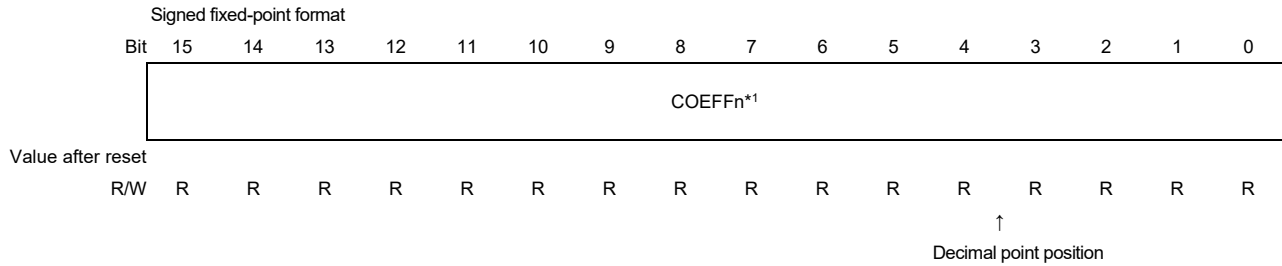 Signed fixed-point format
Bit 15 14 13 12 11 10 9 8 7 6 5 4 3 2 1 0
COEFFn*1
Value after reset
R/W R R R R R R R R R R R R R R R R
↑
Decimal point position